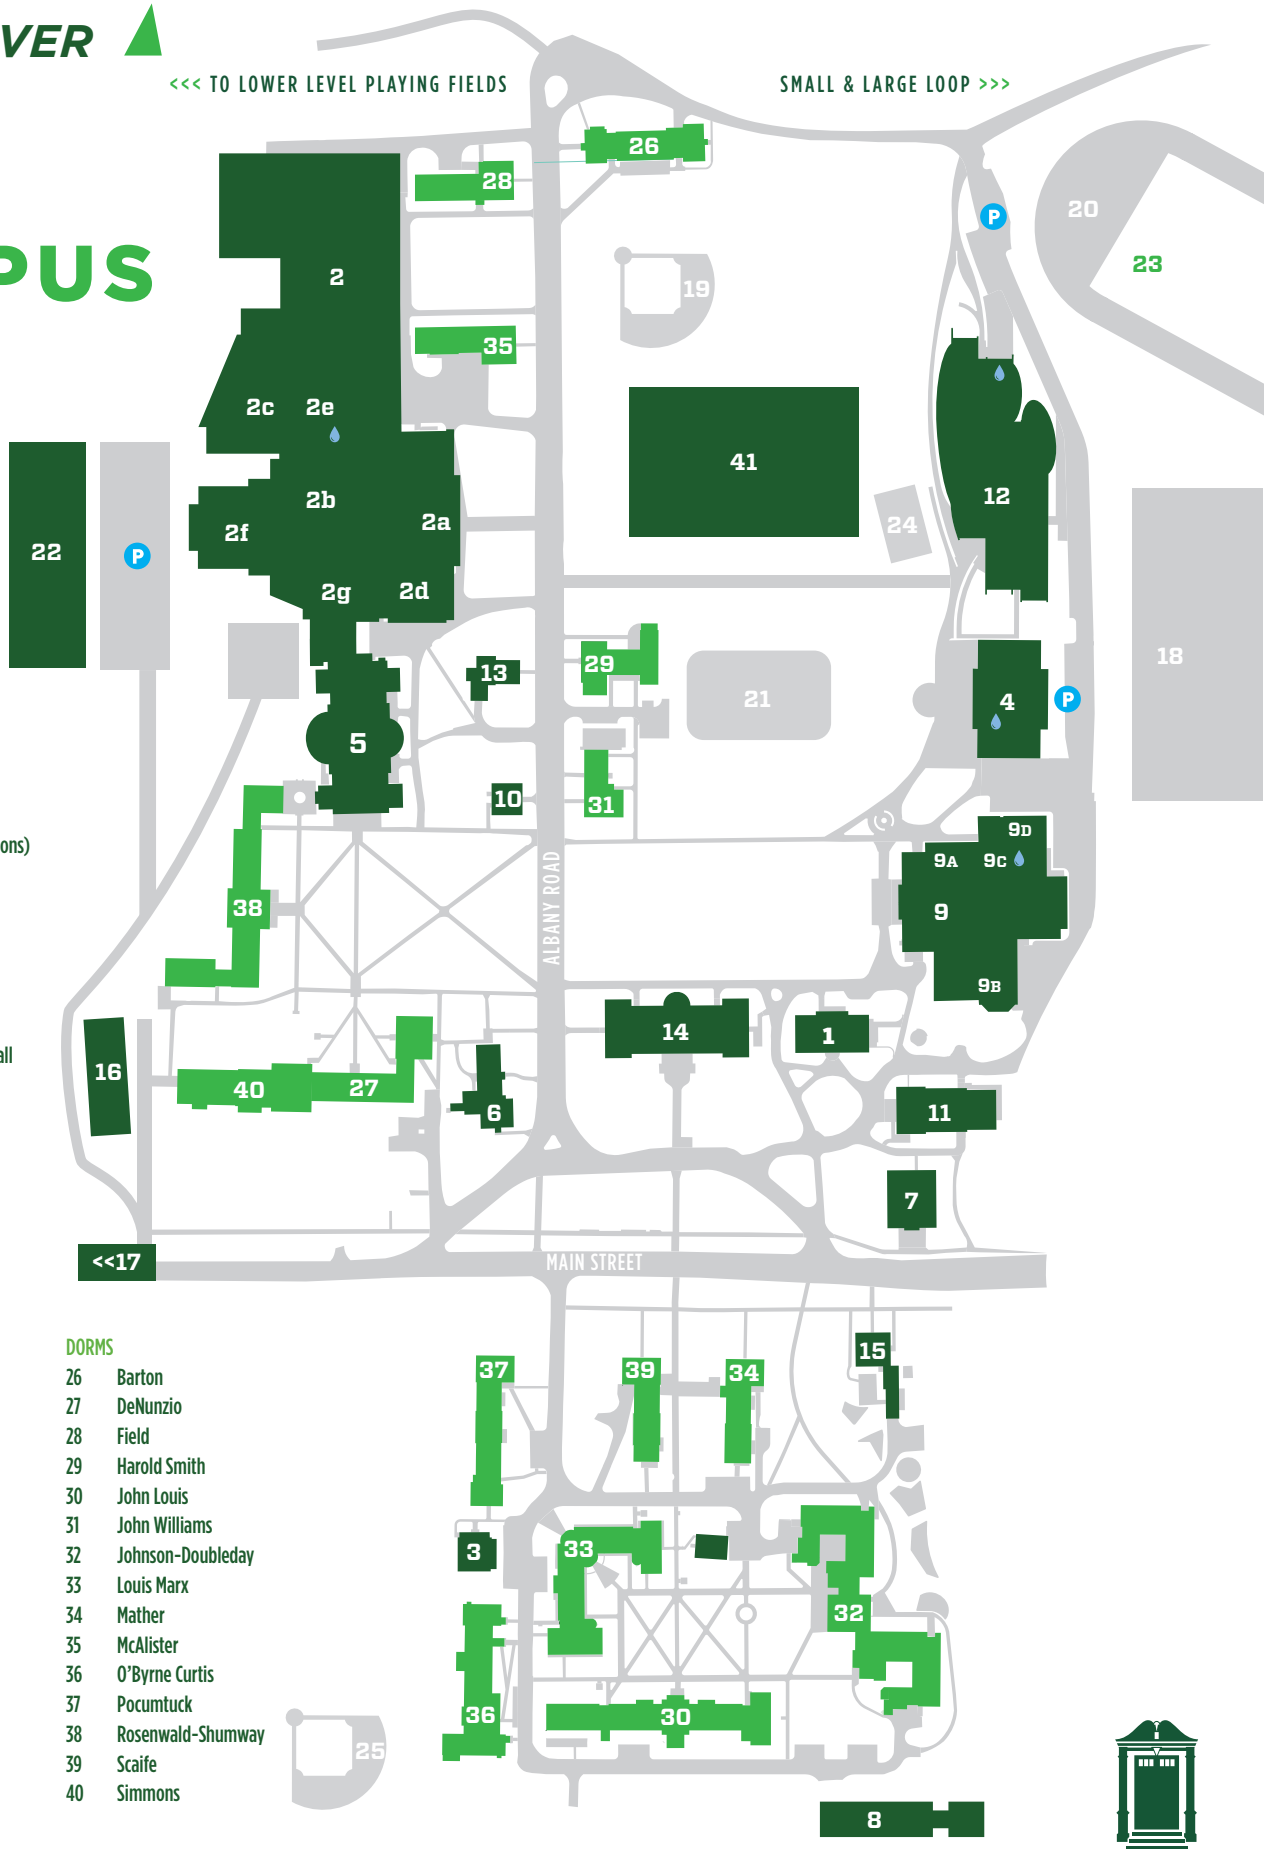 VER
<<< TO LOWER LEVEL PLAYING FIELDS
SMALL & LARGE LOOP >>>
26
28
P
20
23
PUS
2
19
35
2c
2e
41
2b
2f
2a
12
24
22
P
2g
2d
18
29
13
21
4
P
5
10
31
9D
ons)
9A
9C
ALBANY ROAD
38
9
9B
14
1
all
16
40
27
6
11
7
<<17
MAIN STREET
DORMS
26 Barton
27 DeNunzio
28 Field
29 Harold Smith
30 John Louis
31 John Williams
32 Johnson-Doubleday
33 Louis Marx
34 Mather
35 McAlister
36 O'Byrne Curtis
37 Pocumtuck
38 Rosenwald-Shumway
39 Scaife
40 Simmons
15
37
39
34
3
33
32
36
30
25
8